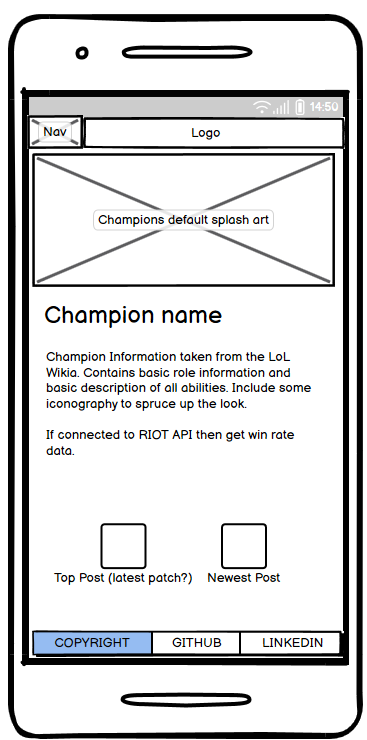 14:50
Nav
Logo
Champions default splash art
Champion name
Champion Information taken from the LoL
Wikia. Contains basic role information and
basic description of all abilities. Include some
iconography to spruce up the look.
If connected to RIOT API then get win rate
data.
Top Post (latest patch?)
Newest Post
COPYRIGHT
GITHUB
LINKEDIN